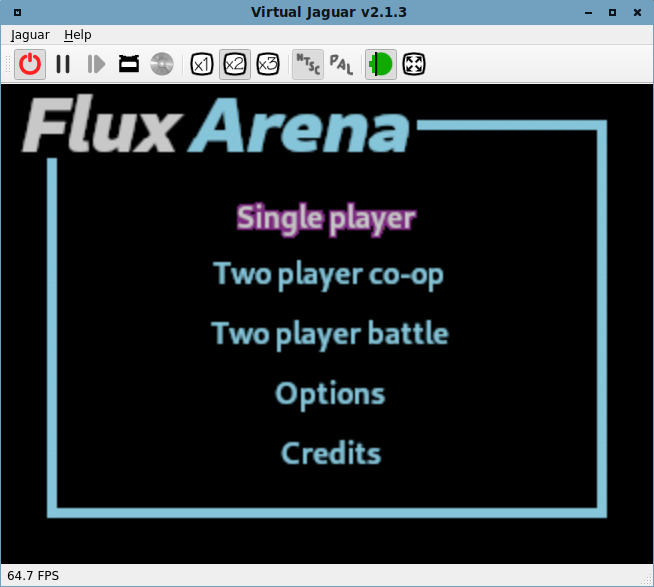 Virtual Jaguar v2.1.3
Jaguar Help
x1 x2 x3 NTSC PAL
Flux Arena
Single player
Two player co-op
Two player battle
Options
Credits
64.7 FPS